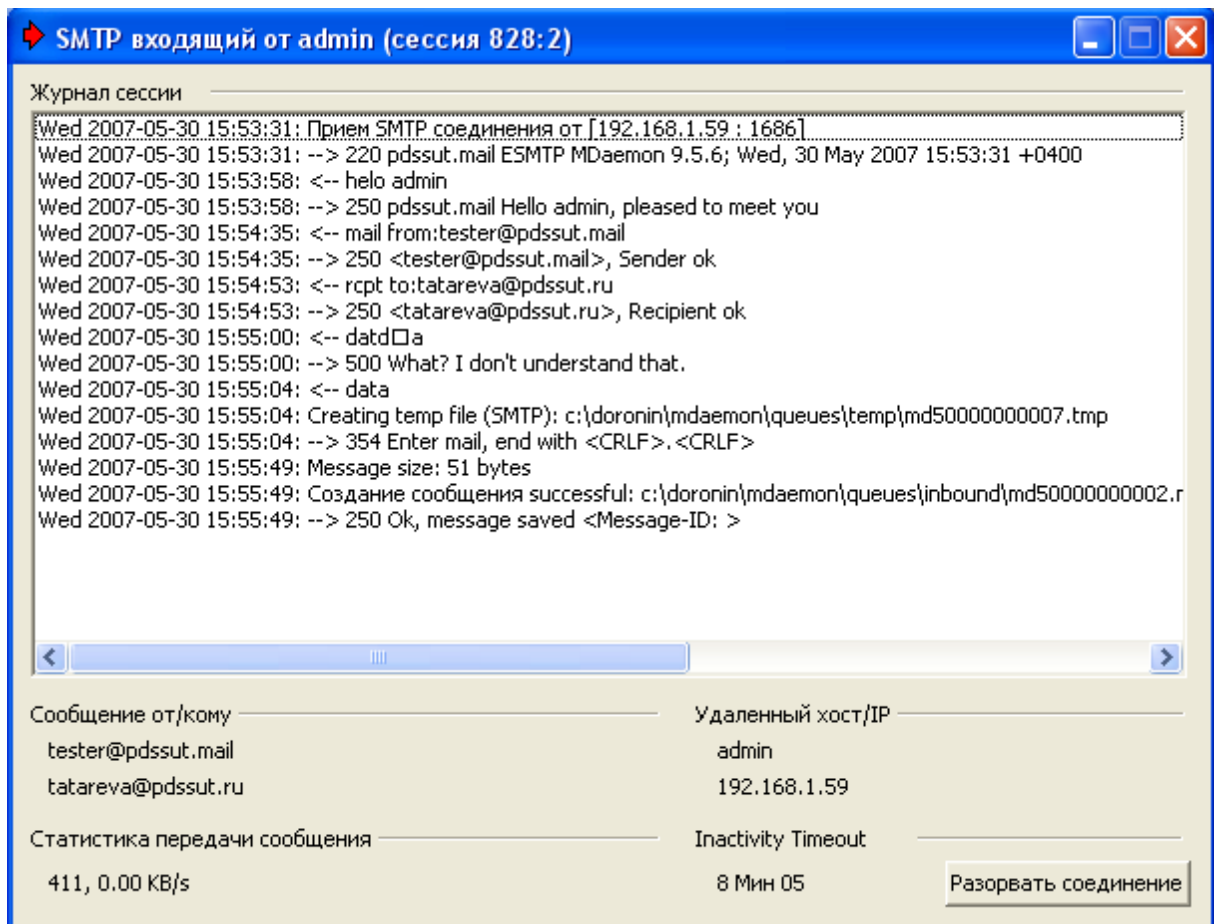 SMTP входящий от admin (сессия 828:2)
Журнал сессии
Wed 2007-05-30 15:53:31: Прием SMTP соединения от [192.168.1.59 : 1686]
Wed 2007-05-30 15:53:31: --> 220 pdssut.mail ESMTP MDaemon 9.5.6; Wed, 30 May 2007 15:53:31 +0400
Wed 2007-05-30 15:53:58: <-- helo admin
Wed 2007-05-30 15:53:58: --> 250 pdssut.mail Hello admin, pleased to meet you
Wed 2007-05-30 15:54:35: <-- mail from:tester@pdssut.mail
Wed 2007-05-30 15:54:35: --> 250 <tester@pdssut.mail>, Sender ok
Wed 2007-05-30 15:54:53: <-- rcpt to:tatareva@pdssut.ru
Wed 2007-05-30 15:54:53: --> 250 <tatareva@pdssut.ru>, Recipient ok
Wed 2007-05-30 15:55:00: <-- datd□a
Wed 2007-05-30 15:55:00: --> 500 What? I don't understand that.
Wed 2007-05-30 15:55:04: <-- data
Wed 2007-05-30 15:55:04: Creating temp file (SMTP): c:\doronin\mdaemon\queues\temp\md50000000007.tmp
Wed 2007-05-30 15:55:04: --> 354 Enter mail, end with <CRLF>.<CRLF>
Wed 2007-05-30 15:55:49: Message size: 51 bytes
Wed 2007-05-30 15:55:49: Создание сообщения successful: c:\doronin\mdaemon\queues\inbound\md50000000002.r
Wed 2007-05-30 15:55:49: --> 250 Ok, message saved <Message-ID: >
Сообщение от/кому
tester@pdssut.mail
tatareva@pdssut.ru
Удаленный хост/IP
admin
192.168.1.59
Статистика передачи сообщения
411, 0.00 KB/s
Inactivity Timeout
8 Мин 05
Разорвать соединение